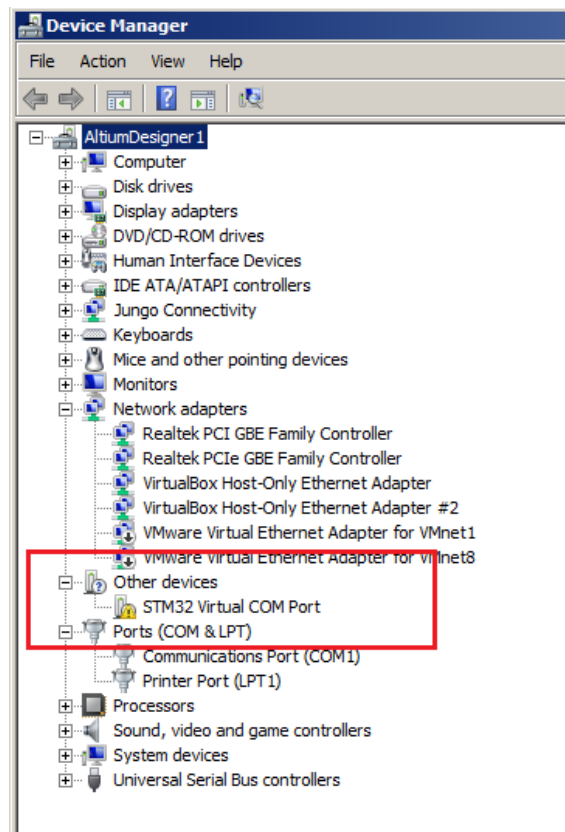 Device Manager
File Action View Help
AltiumDesigner1
Computer
Disk drives
Display adapters
DVD/CD-ROM drives
Human Interface Devices
IDE ATA/ATAPI controllers
Jungo Connectivity
Keyboards
Mice and other pointing devices
Monitors
Network adapters
Realtek PCI GBE Family Controller
Realtek PCIe GBE Family Controller
VirtualBox Host-Only Ethernet Adapter
VirtualBox Host-Only Ethernet Adapter #2
VMware Virtual Ethernet Adapter for VMnet1
VMware Virtual Ethernet Adapter for VMnet8
Other devices
STM32 Virtual COM Port
Ports (COM & LPT)
Communications Port (COM1)
Printer Port (LPT1)
Processors
Sound, video and game controllers
System devices
Universal Serial Bus controllers